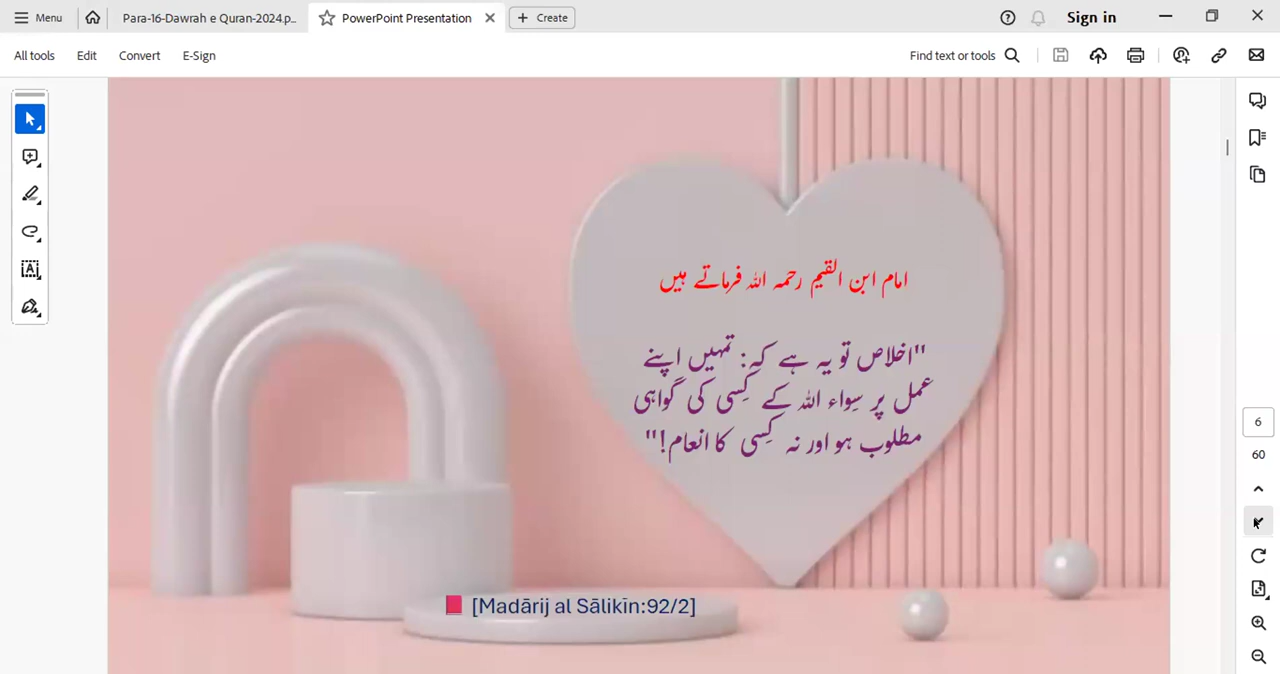 Menu
Para-16-Dawrah e Quran-2024.p...
PowerPoint Presentation
Create
Sign in
All tools
Edit
Convert
E-Sign
Find text or tools
امام ابن القیم رحمہ اللہ فرماتے ہیں
"اخلاص تو یہ ہے کہ: تمہیں اپنے
عمل پر سِواء اللہ کے کِسی کی گواہی
مطلوب ہو اور نہ کِسی کا انعام!"
[Madārij al Sālikīn:92/2]
6
60